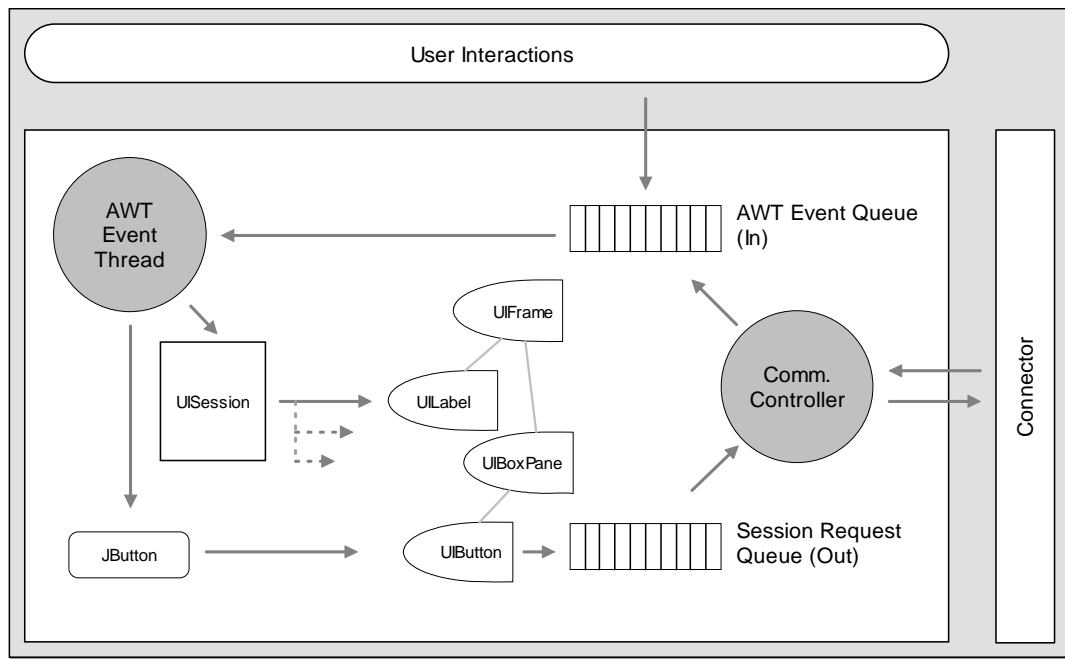 User Interactions
AWT
Event
Thread
AWT Event Queue
(In)
UIFrame
UISession
UILabel
Comm.
Controller
Connector
UIBoxPane
JButton
UIButton
Session Request
Queue (Out)